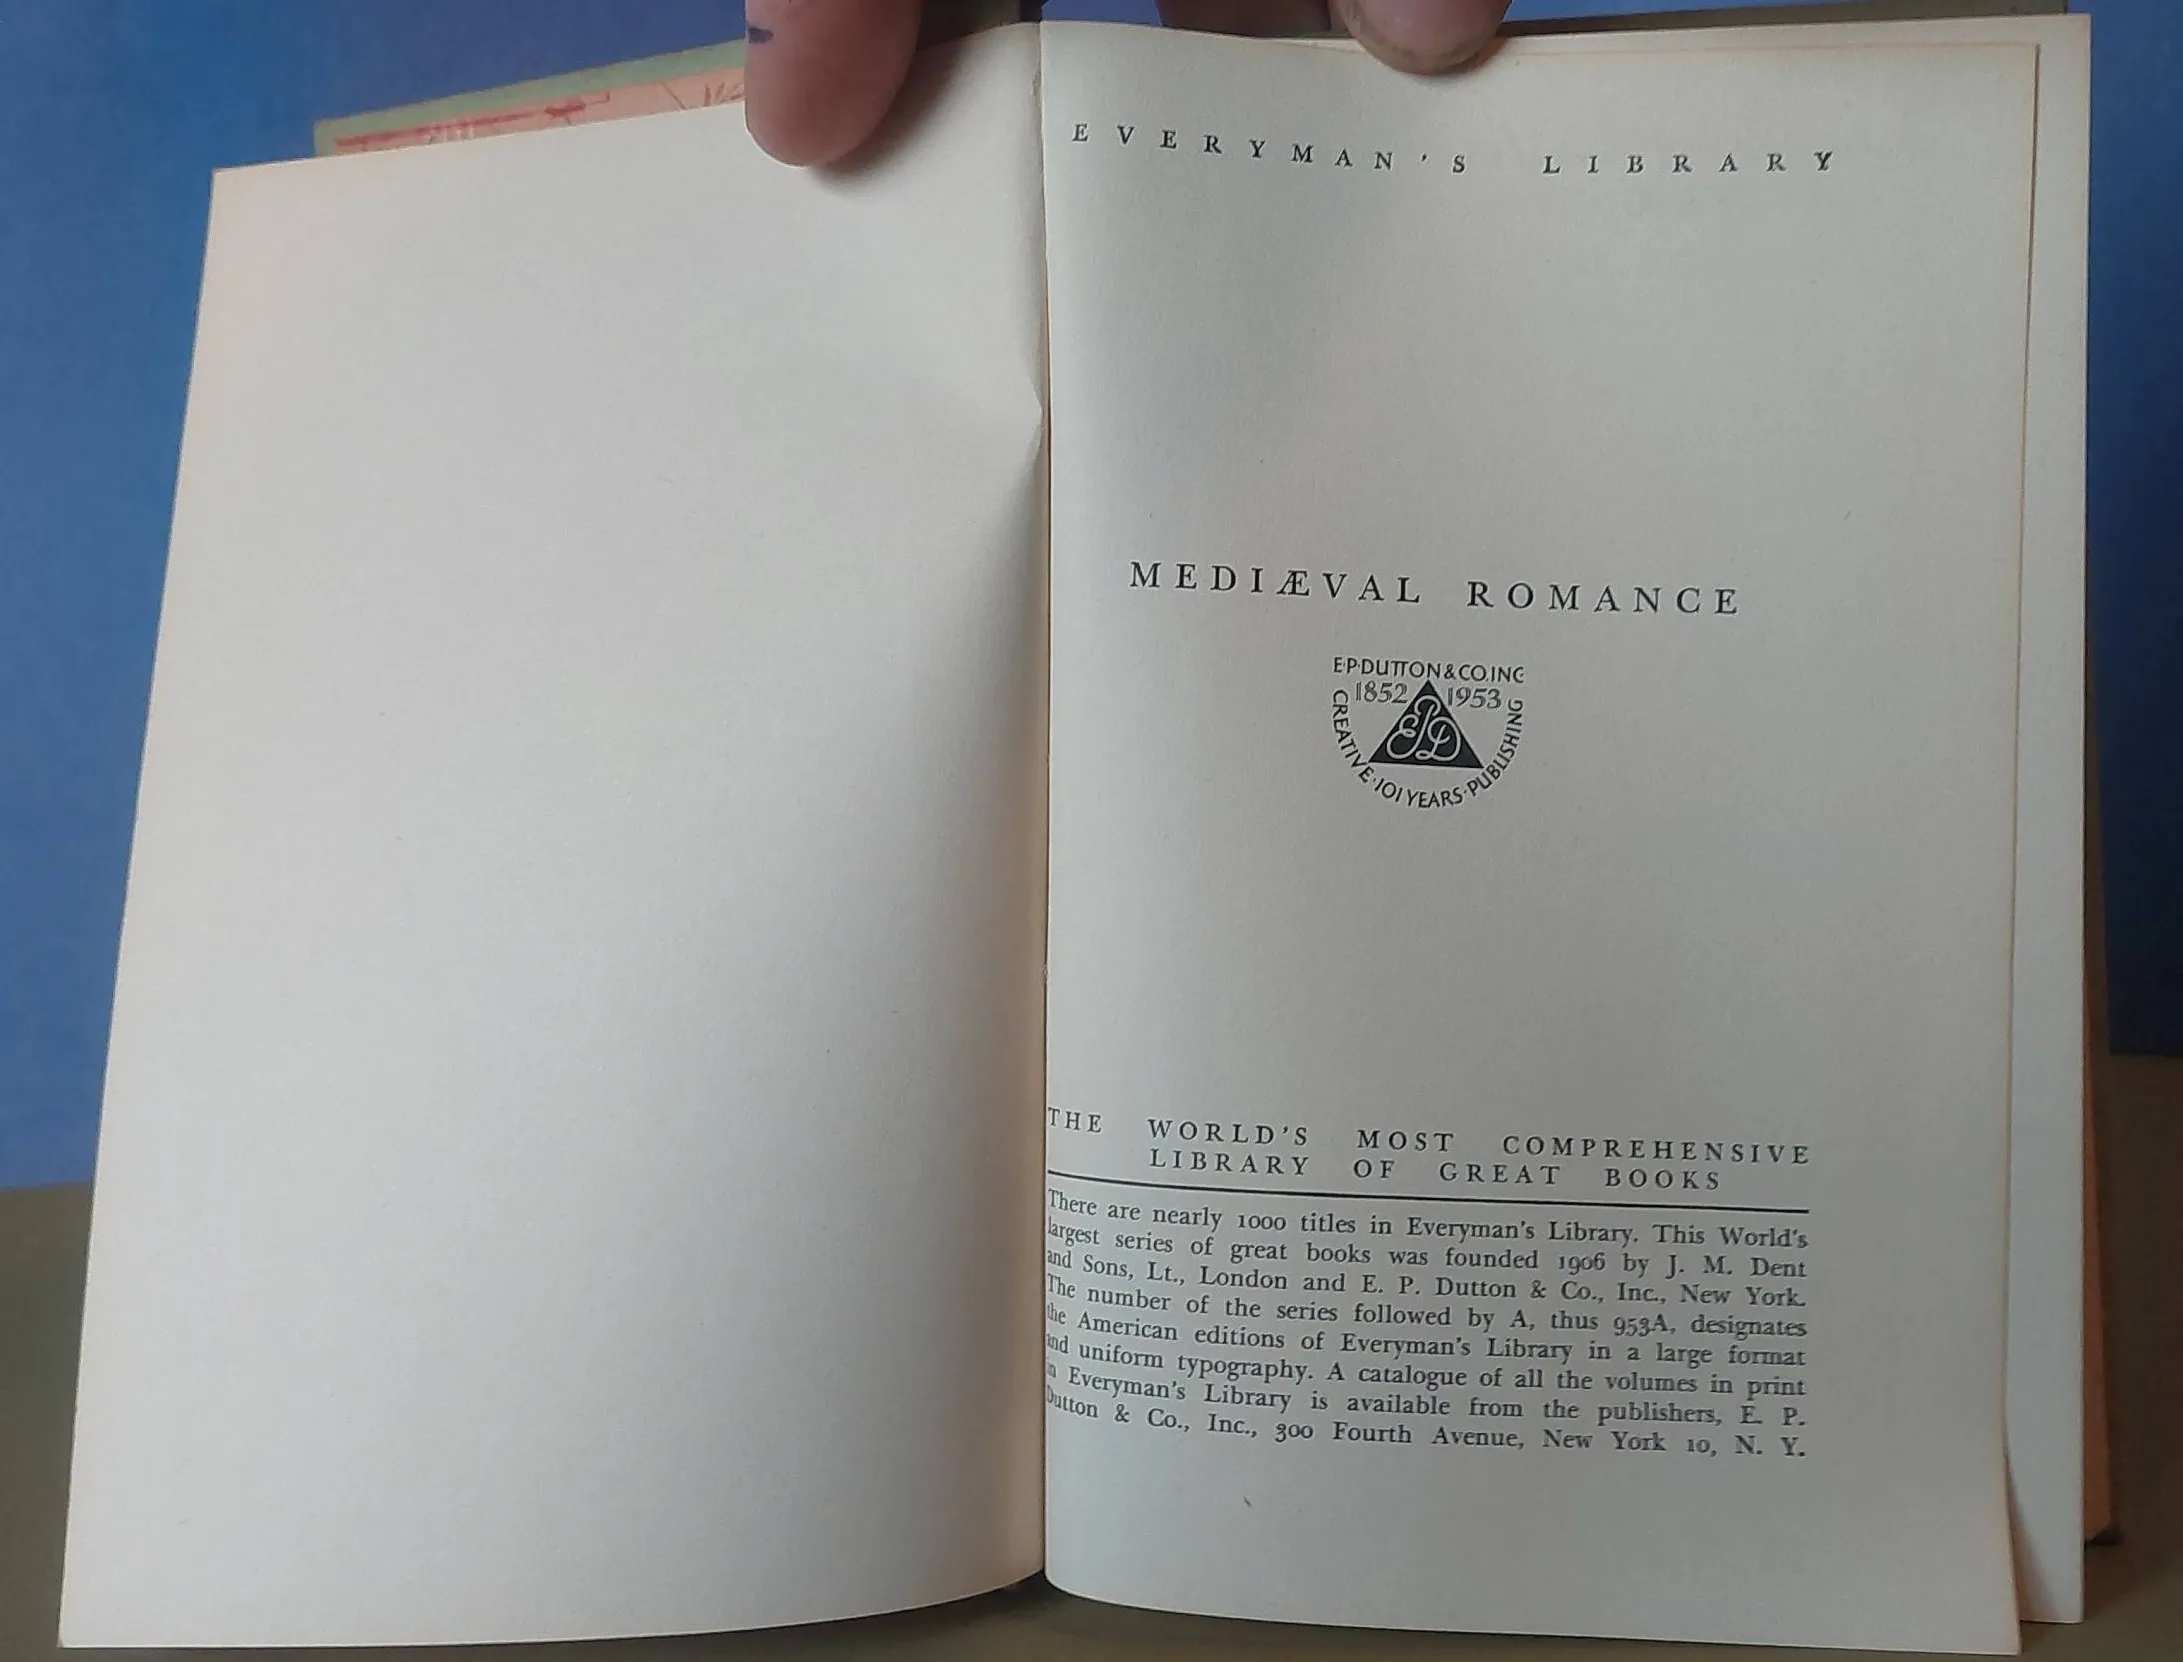 EVERYMAN'S LIBRARY
MEDIÆVAL ROMANCE
E·P·DUTTON & CO. INC
1852 1953
EPD
CREATIVE·101 YEARS·PUBLISHING
THE WORLD'S MOST COMPREHENSIVE
LIBRARY OF GREAT BOOKS
There are nearly 1000 titles in Everyman's Library. This World's
largest series of great books was founded 1906 by J. M. Dent
and Sons, Lt., London and E. P. Dutton & Co., Inc., New York.
The number of the series followed by A, thus 953A, designates
the American editions of Everyman's Library in a large format
and uniform typography. A catalogue of all the volumes in print
in Everyman's Library is available from the publishers, E. P.
Dutton & Co., Inc., 300 Fourth Avenue, New York 10, N. Y.